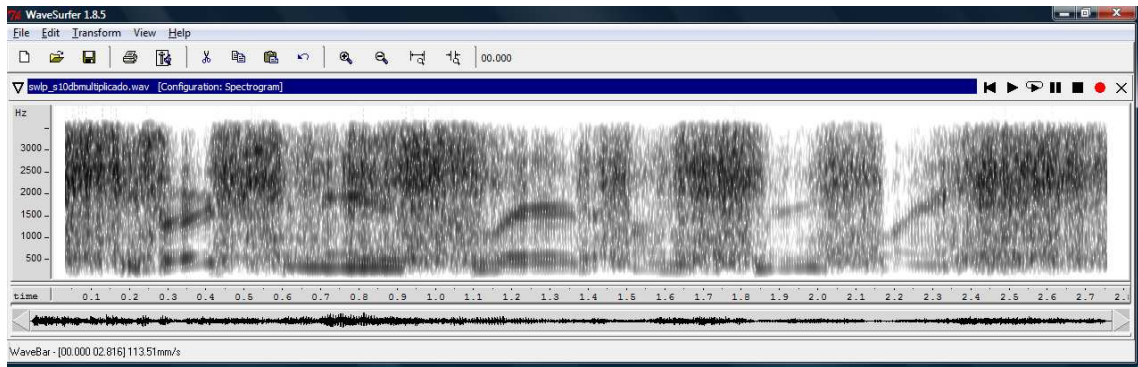 WaveSurfer 1.8.5
File Edit Transform View Help
00.000
swlp_s10dbmultiplicado.wav [Configuration: Spectrogram]
Hz
3000
2500
2000
1500
1000
500
time 0.1 0.2 0.3 0.4 0.5 0.6 0.7 0.8 0.9 1.0 1.1 1.2 1.3 1.4 1.5 1.6 1.7 1.8 1.9 2.0 2.1 2.2 2.3 2.4 2.5 2.6 2.7
WaveBar - [00.000 02.816] 113.51mm/s